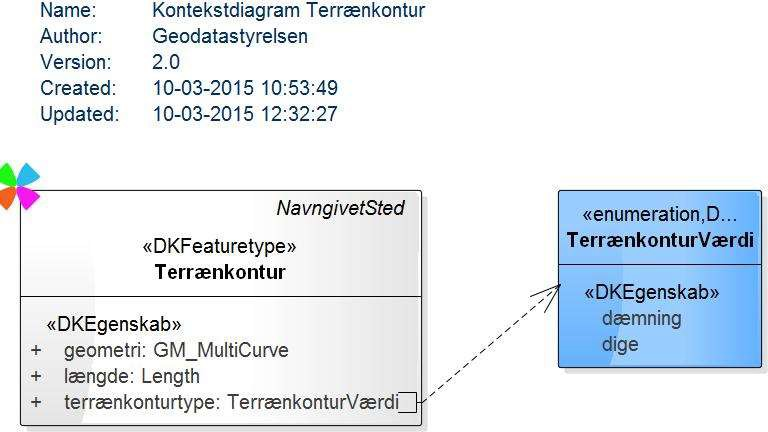 Name: Kontekstdiagram Terrænkontur
Author: Geodatastyrelsen
Version: 2.0
Created: 10-03-2015 10:53:49
Updated: 10-03-2015 12:32:27
NavngivetSted
«DKFeaturetype»
Terrænkontur
«DKEgenskab»
+ geometri: GM_MultiCurve
+ længde: Length
+ terrænkonturtype: TerrænkonturVærdi
«enumeration,D...
TerrænkonturVærdi
«DKEgenskab»
dæmning
dige